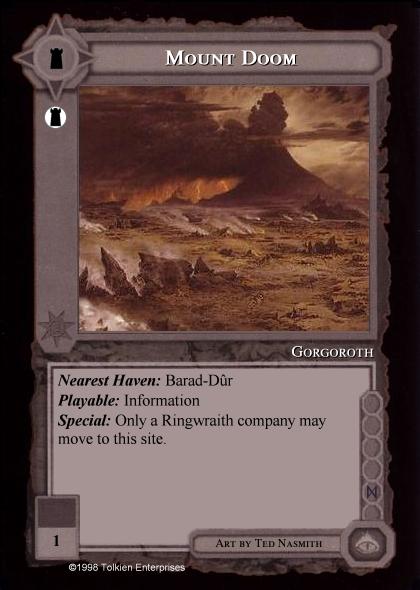 Mount Doom
Gorgoroth
Nearest Haven: Barad-Dûr
Playable: Information
Special: Only a Ringwraith company may
move to this site.
1
Art by Ted Nasmith
©1998 Tolkien Enterprises